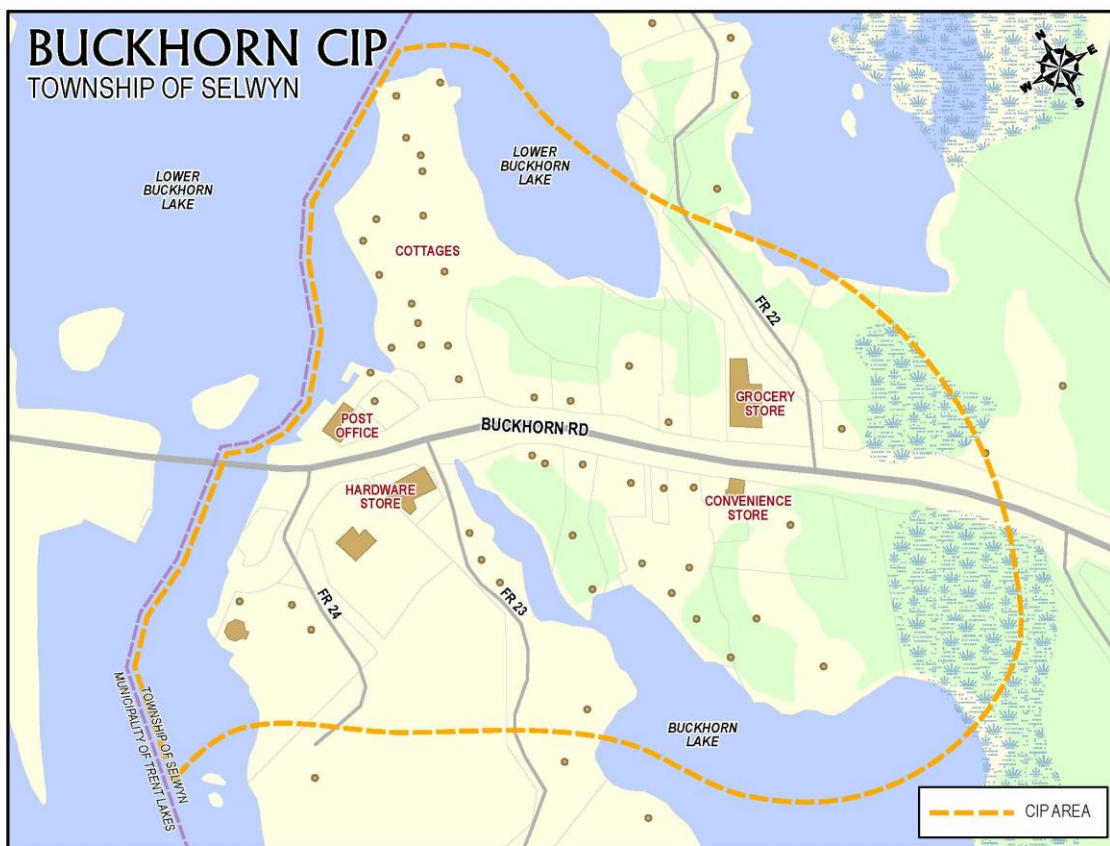 BUCKHORN CIP
TOWNSHIP OF SELWYN
N
E
W
S
LOWER
BUCKHORN
LAKE
LOWER
BUCKHORN
LAKE
COTTAGES
FR 22
GROCERY
STORE
POST
OFFICE
BUCKHORN RD
HARDWARE
STORE
CONVENIENCE
STORE
FR 24
FR 23
TOWNSHIP OF SELWYN
MUNICIPALITY OF TRENT LAKES
BUCKHORN
LAKE
CIP AREA